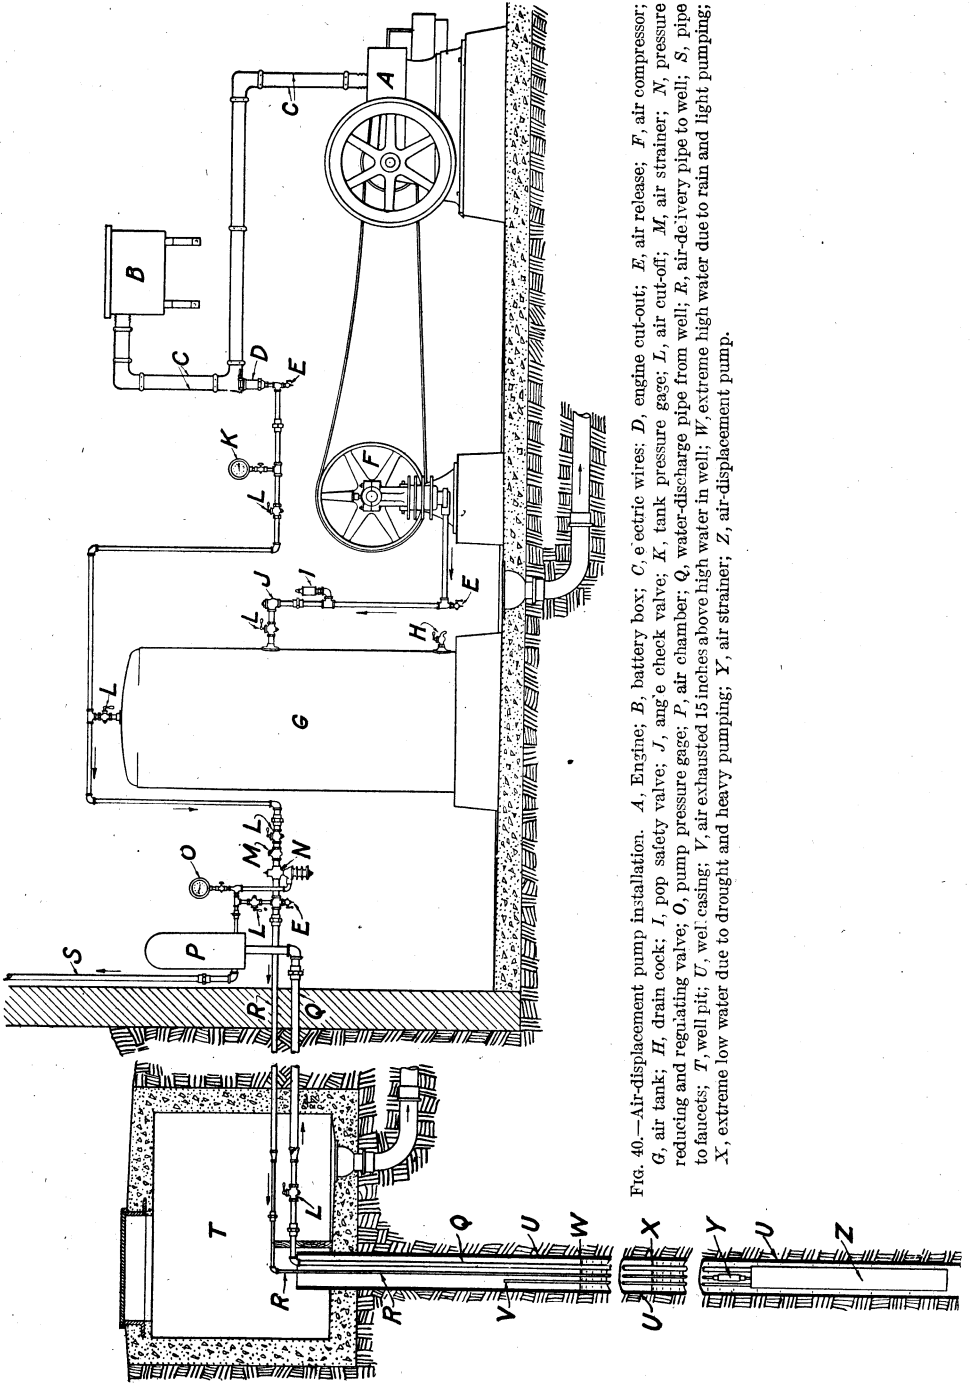 A
C
B
C
D
E
K
L
F
J
I
L
E
H
L
G
O
M
L
N
L
E
P
S
R
Q
T
L
R
R
Q
U
W
V
X
U
Y
U
Z
FIG. 40.—Air-displacement pump installation. A, Engine; B, battery box; C, electric wires; D, engine cut-out; E, air release; F, air compressor;
G, air tank; H, drain cock; I, pop safety valve; J, angle check valve; K, tank pressure gage; L, air cut-off; M, air strainer; N, pressure
reducing and regulating valve; O, pump pressure gage; P, air chamber; Q, water-discharge pipe from well; R, air-delivery pipe to well; S, pipe
to faucets; T, well pit; U, well casing; V, air exhausted 15 inches above high water in well; W, extreme high water due to rain and light pumping;
X, extreme low water due to drought and heavy pumping; Y, air strainer; Z, air-displacement pump.